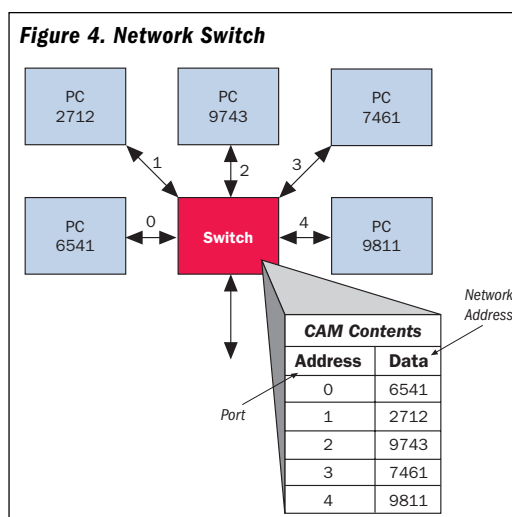 Figure 4. Network Switch
PC
2712
PC
9743
PC
7461
1
2
3
PC
6541
0
Switch
4
PC
9811
Network
Address
CAM Contents
Address Data
Port
0 6541
1 2712
2 9743
3 7461
4 9811